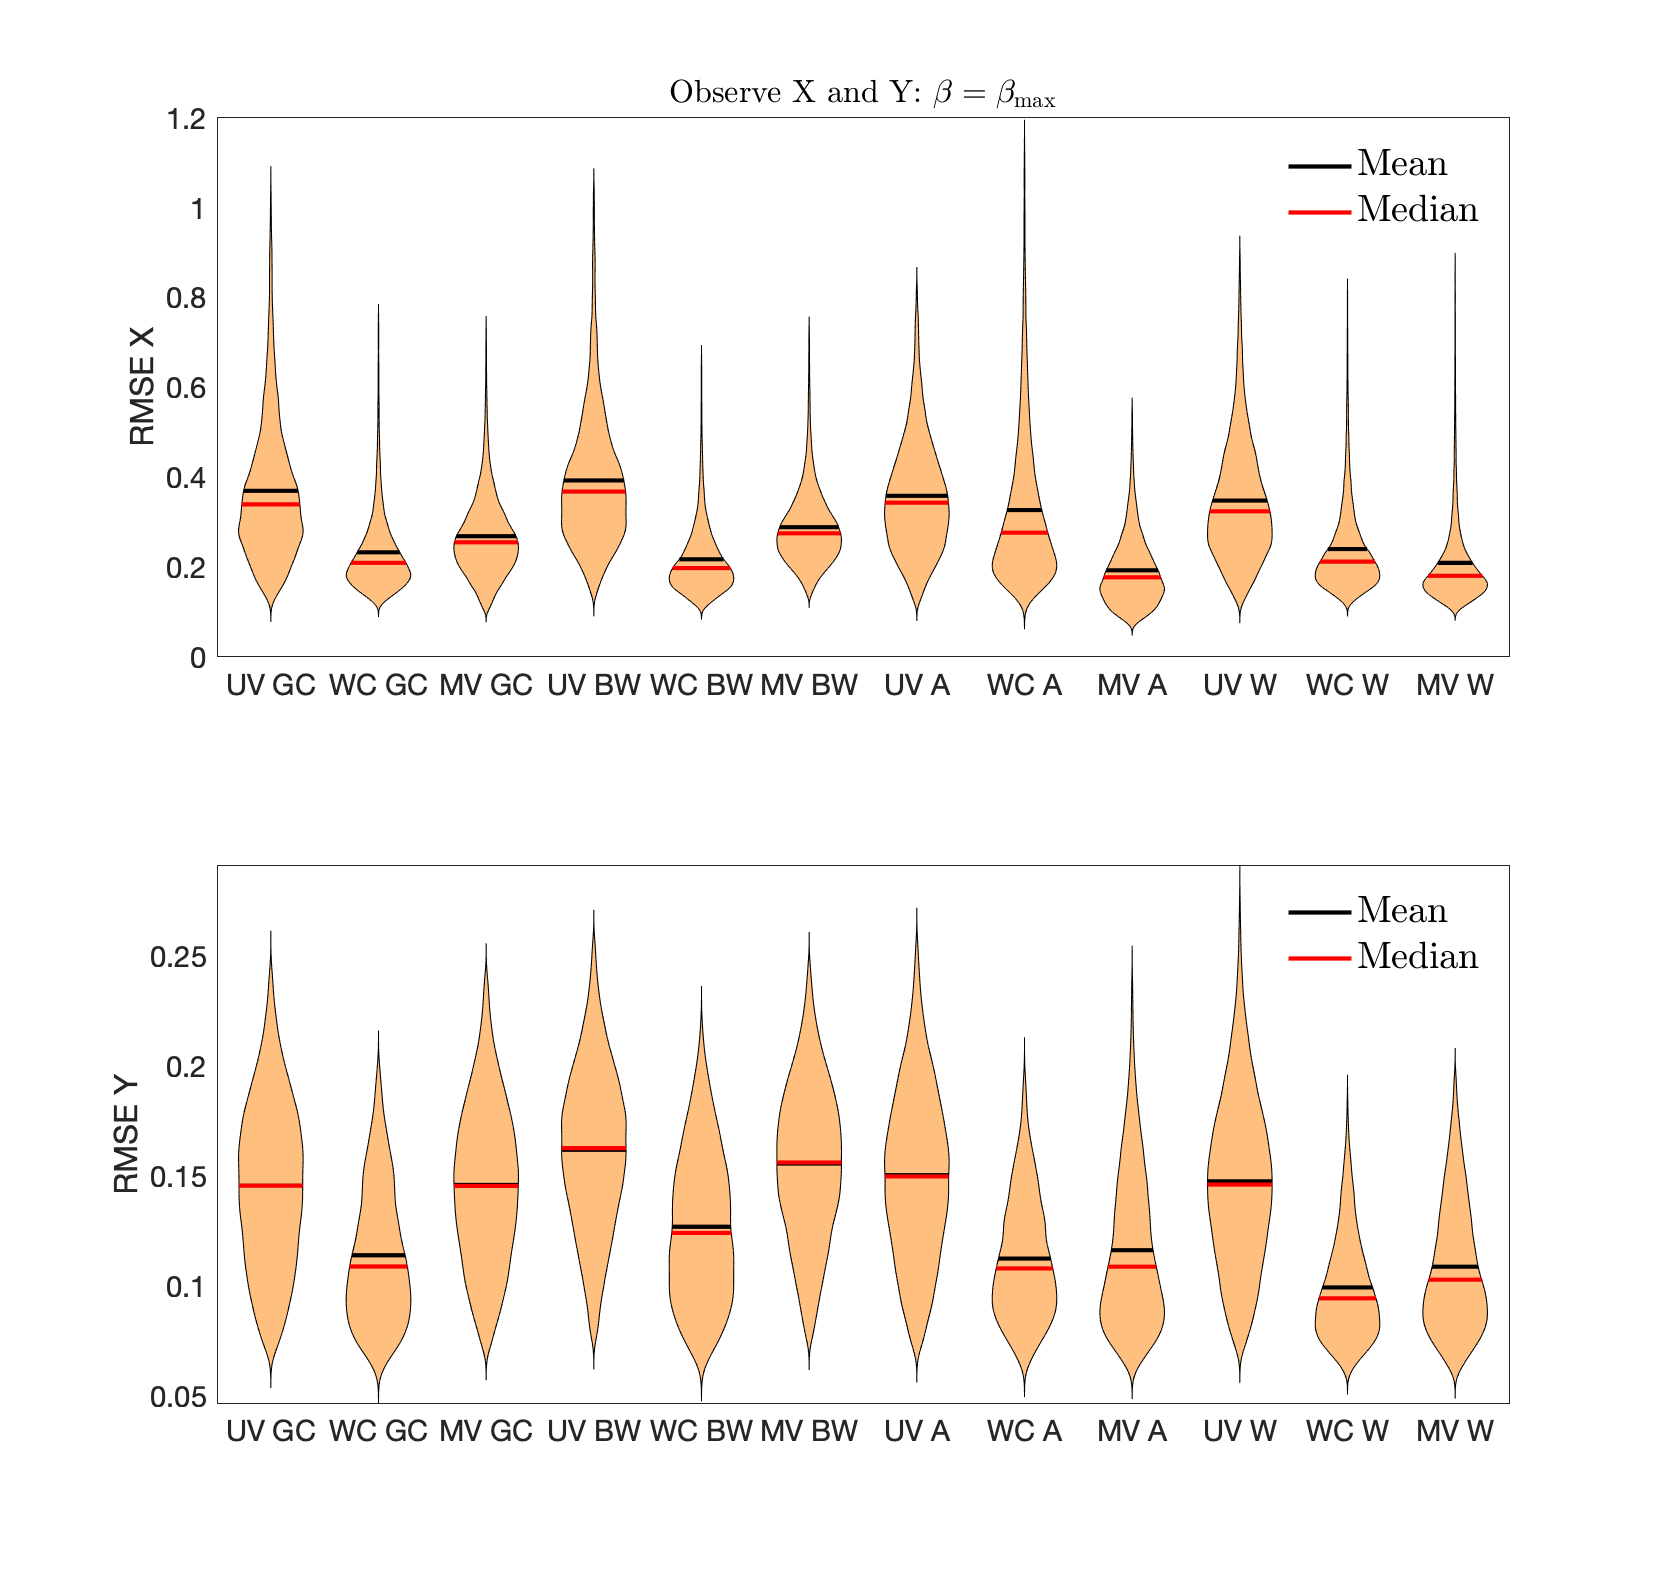 Observe X and Y: β = βmax
1.2
1
0.8
0.6
0.4
0.2
0
RMSE X
Mean
Median
UV GC WC GC MV GC UV BW WC BW MV BW UV A WC A MV A UV W WC W MV W
0.25
0.2
0.15
0.1
0.05
RMSE Y
Mean
Median
UV GC WC GC MV GC UV BW WC BW MV BW UV A WC A MV A UV W WC W MV W